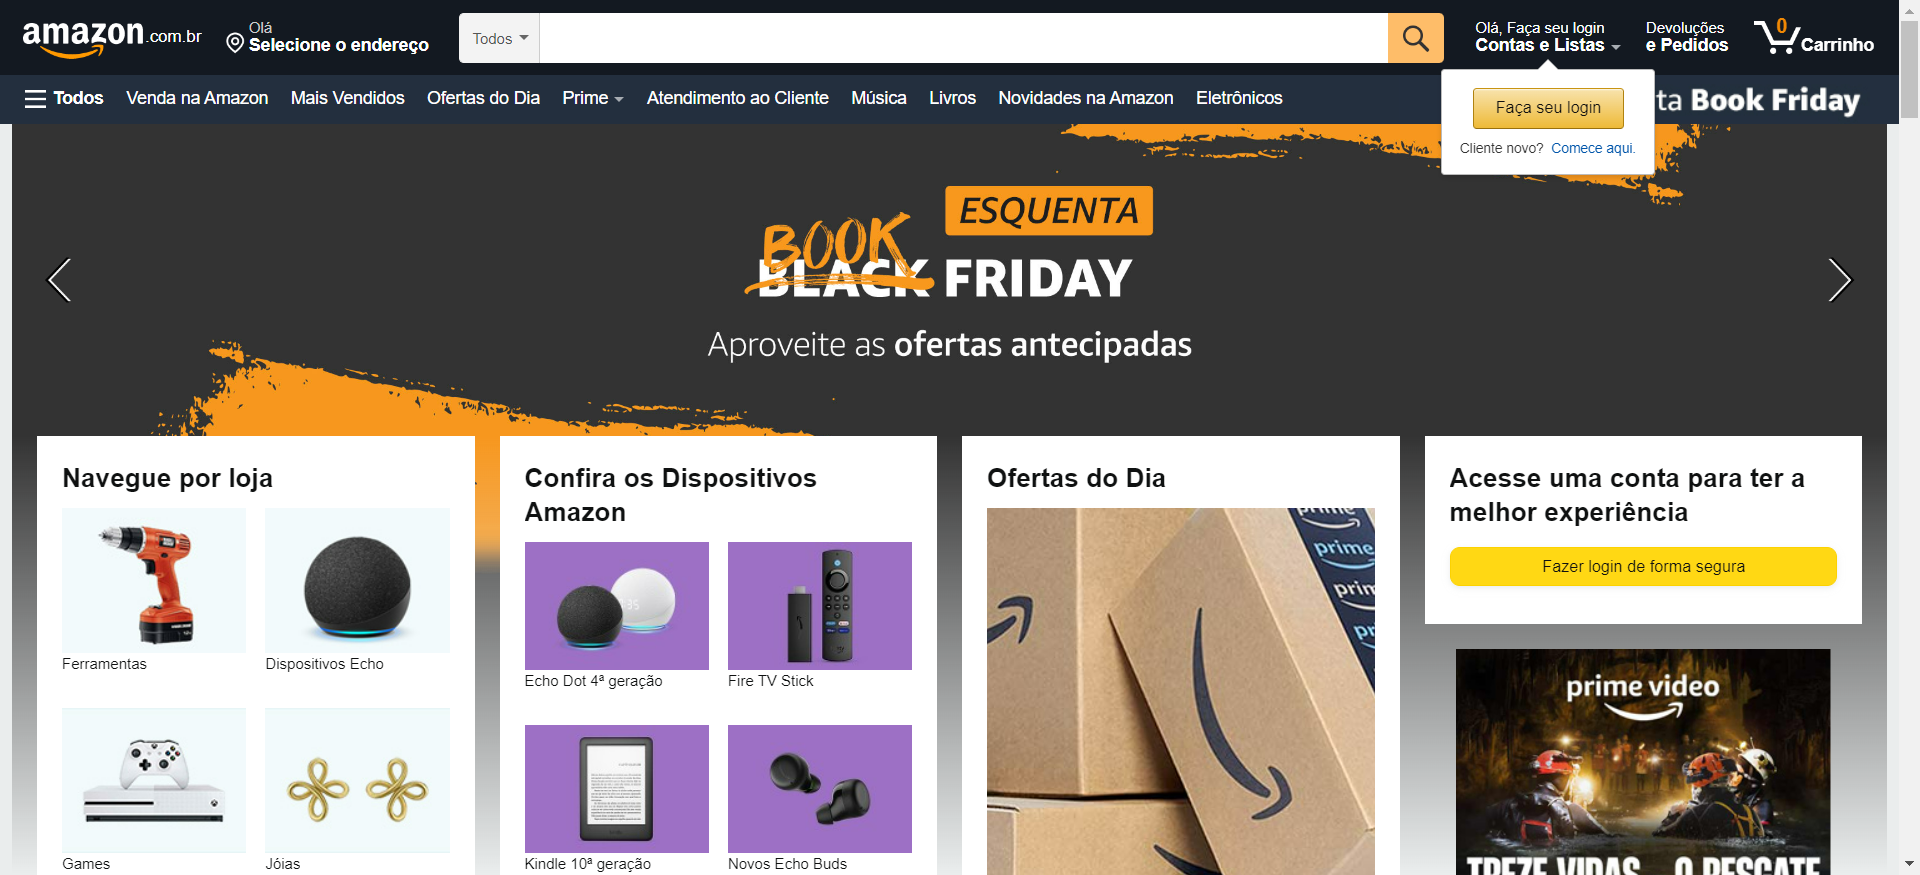 amazon.com.br
Olá
Selecione o endereço
Todos
Olá, Faça seu login
Contas e Listas
Devoluções
e Pedidos
0
Carrinho
Todos
Venda na Amazon
Mais Vendidos
Ofertas do Dia
Prime
Atendimento ao Cliente
Música
Livros
Novidades na Amazon
Eletrônicos
ta Book Friday
Faça seu login
Cliente novo? Comece aqui.
ESQUENTA
BOOK
BLACK FRIDAY
Aproveite as ofertas antecipadas
Navegue por loja
Ferramentas
Dispositivos Echo
Games
Jóias
Confira os Dispositivos
Amazon
Echo Dot 4ª geração
Fire TV Stick
Kindle 10ª geração
Novos Echo Buds
Ofertas do Dia
prime
prime
Acesse uma conta para ter a
melhor experiência
Fazer login de forma segura
prime video
TREZE VIDAS O RESGATE